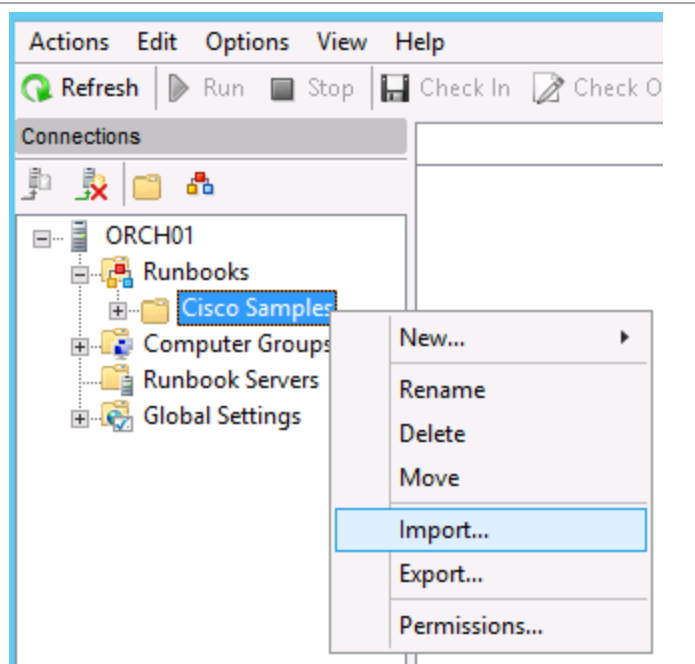 Actions Edit Options View Help
Refresh Run Stop Check In Check O
Connections
ORCH01
Runbooks
Cisco Samples
Computer Groups
Runbook Servers
Global Settings
New...
Rename
Delete
Move
Import...
Export...
Permissions...